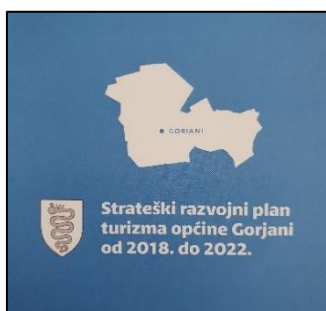 GORJANI
Strateški razvojni plan
turizma općine Gorjani
od 2018. do 2022.